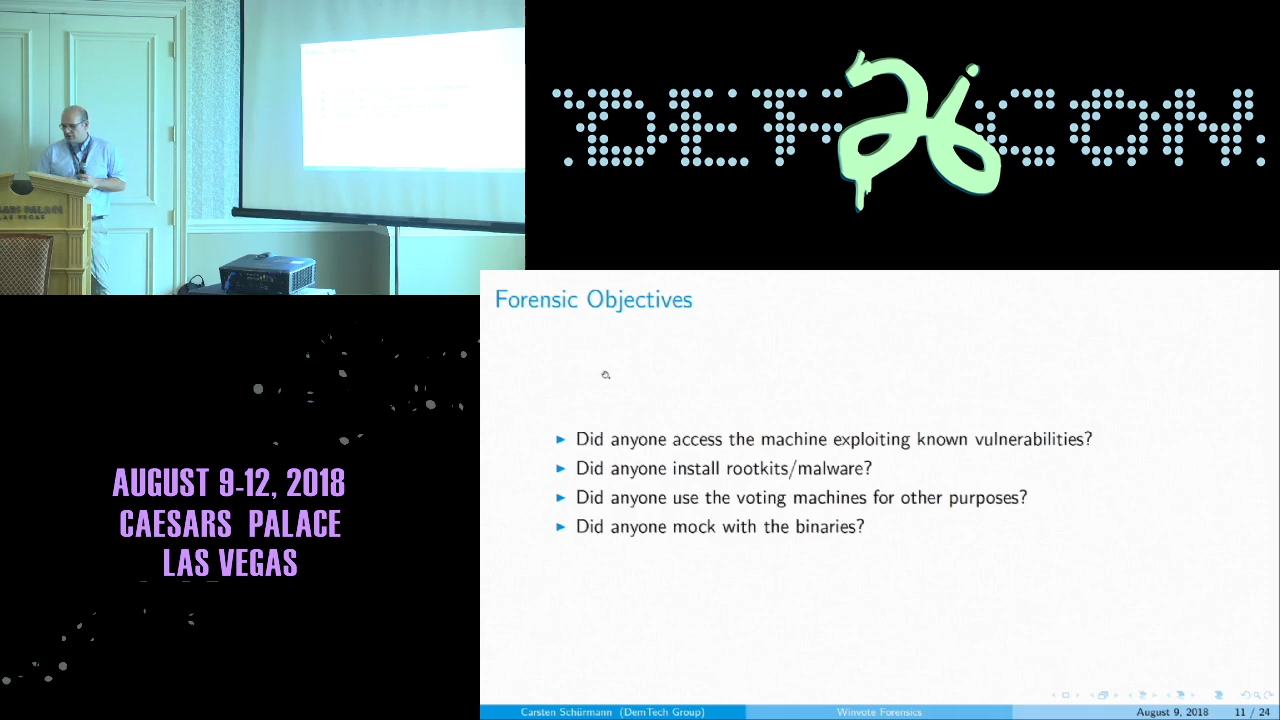 DEF 26 CON
Forensic Objectives
Did anyone access the machine exploiting known vulnerabilities?
Did anyone install rootkits/malware?
Did anyone use the voting machines for other purposes?
Did anyone mock with the binaries?
AUGUST 9-12, 2018
CAESARS PALACE
LAS VEGAS
Carsten Schürmann (DemTech Group)
Winvote Forensics
August 9, 2018
11 / 24